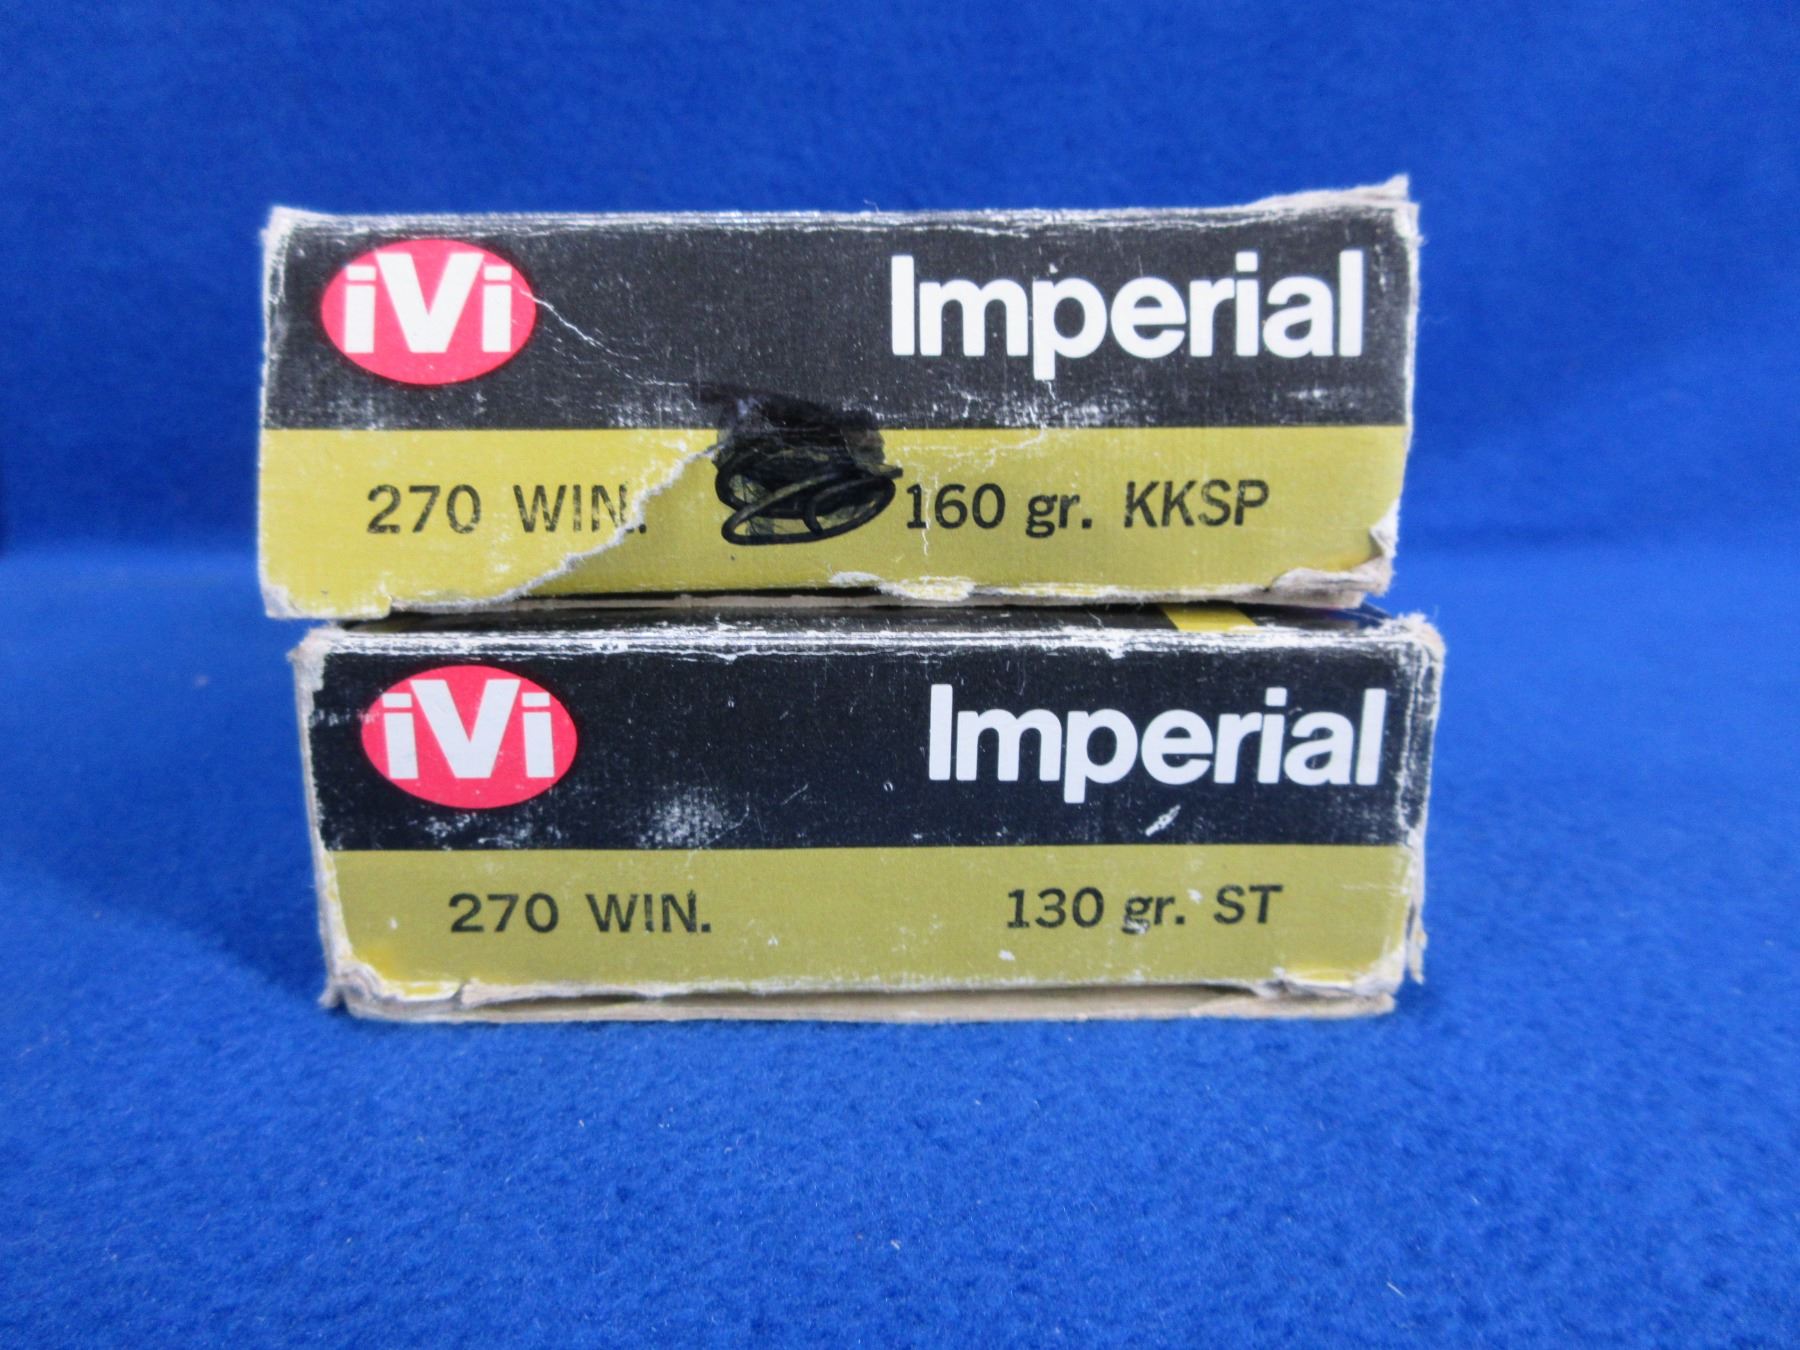 iVi Imperial
270 WIN. 160 gr. KKSP
iVi Imperial
270 WIN. 130 gr. ST